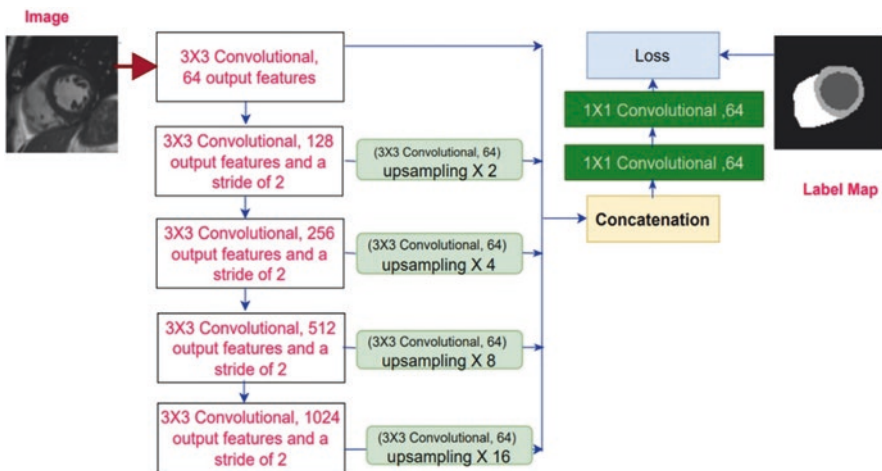 Image
3X3 Convolutional,
64 output features
3X3 Convolutional, 128
output features and a
stride of 2
(3X3 Convolutional, 64)
upsampling X 2
3X3 Convolutional, 256
output features and a
stride of 2
(3X3 Convolutional, 64)
upsampling X 4
3X3 Convolutional, 512
output features and a
stride of 2
(3X3 Convolutional, 64)
upsampling X 8
3X3 Convolutional, 1024
output features and a
stride of 2
(3X3 Convolutional, 64)
upsampling X 16
Loss
1X1 Convolutional ,64
1X1 Convolutional ,64
Concatenation
Label Map